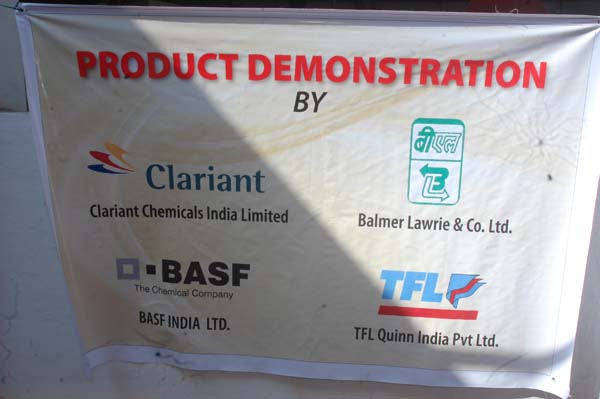 PRODUCT DEMONSTRATION
BY
Clariant
Clariant Chemicals India Limited
बीएल
BL
Balmer Lawrie & Co. Ltd.
BASF
The Chemical Company
BASF INDIA LTD.
TFL
TFL Quinn India Pvt Ltd.